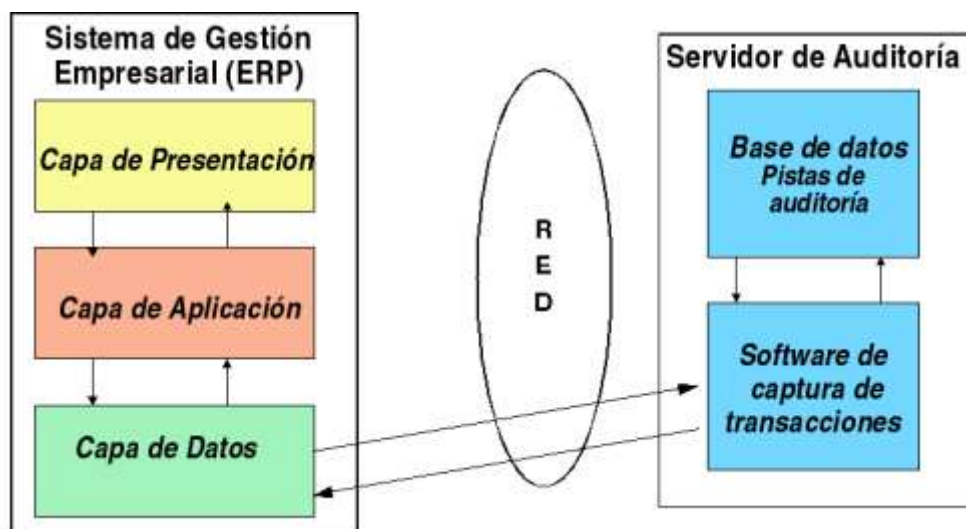 Sistema de Gestión
Empresarial (ERP)
Capa de Presentación
Capa de Aplicación
Capa de Datos
R
E
D
Servidor de Auditoría
Base de datos
Pistas de
auditoría
Software de
captura de
transacciones